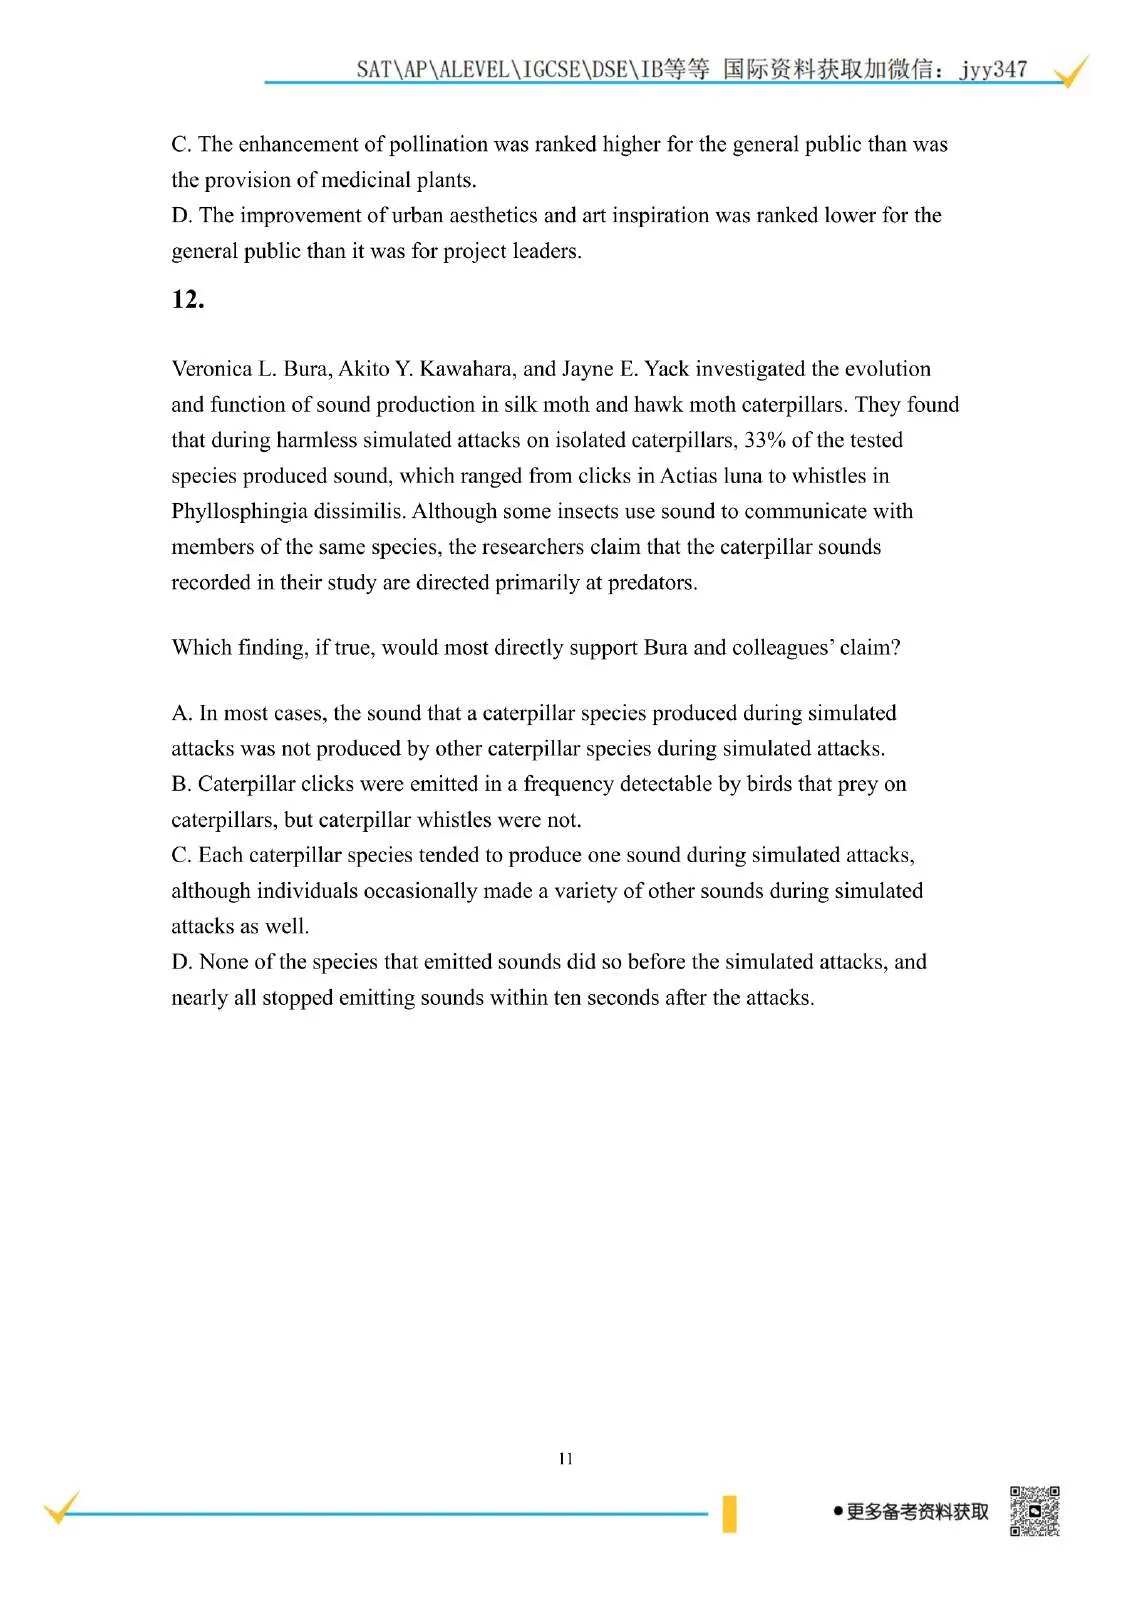 SAT\AP\ALEVEL\IGCSE\DSE\IB等等 国际资料获取加微信：jyy347
C. The enhancement of pollination was ranked higher for the general public than was
the provision of medicinal plants.
D. The improvement of urban aesthetics and art inspiration was ranked lower for the
general public than it was for project leaders.
12.
Veronica L. Bura, Akito Y. Kawahara, and Jayne E. Yack investigated the evolution
and function of sound production in silk moth and hawk moth caterpillars. They found
that during harmless simulated attacks on isolated caterpillars, 33% of the tested
species produced sound, which ranged from clicks in Actias luna to whistles in
Phyllosphingia dissimilis. Although some insects use sound to communicate with
members of the same species, the researchers claim that the caterpillar sounds
recorded in their study are directed primarily at predators.
Which finding, if true, would most directly support Bura and colleagues’ claim?
A. In most cases, the sound that a caterpillar species produced during simulated
attacks was not produced by other caterpillar species during simulated attacks.
B. Caterpillar clicks were emitted in a frequency detectable by birds that prey on
caterpillars, but caterpillar whistles were not.
C. Each caterpillar species tended to produce one sound during simulated attacks,
although individuals occasionally made a variety of other sounds during simulated
attacks as well.
D. None of the species that emitted sounds did so before the simulated attacks, and
nearly all stopped emitting sounds within ten seconds after the attacks.
11
●更多备考资料获取